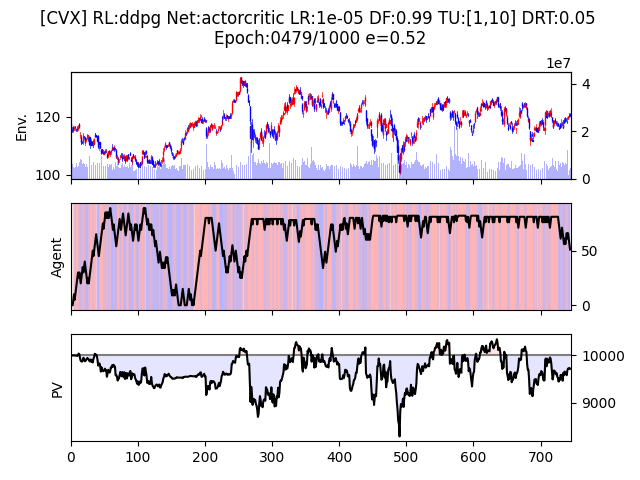 [CVX] RL:ddpg Net:actorcritic LR:1e-05 DF:0.99 TU:[1,10] DRT:0.05
Epoch:0479/1000 e=0.52
1e7
Env.
120
100
4
2
0
Agent
50
0
PV
10000
9000
0 100 200 300 400 500 600 700